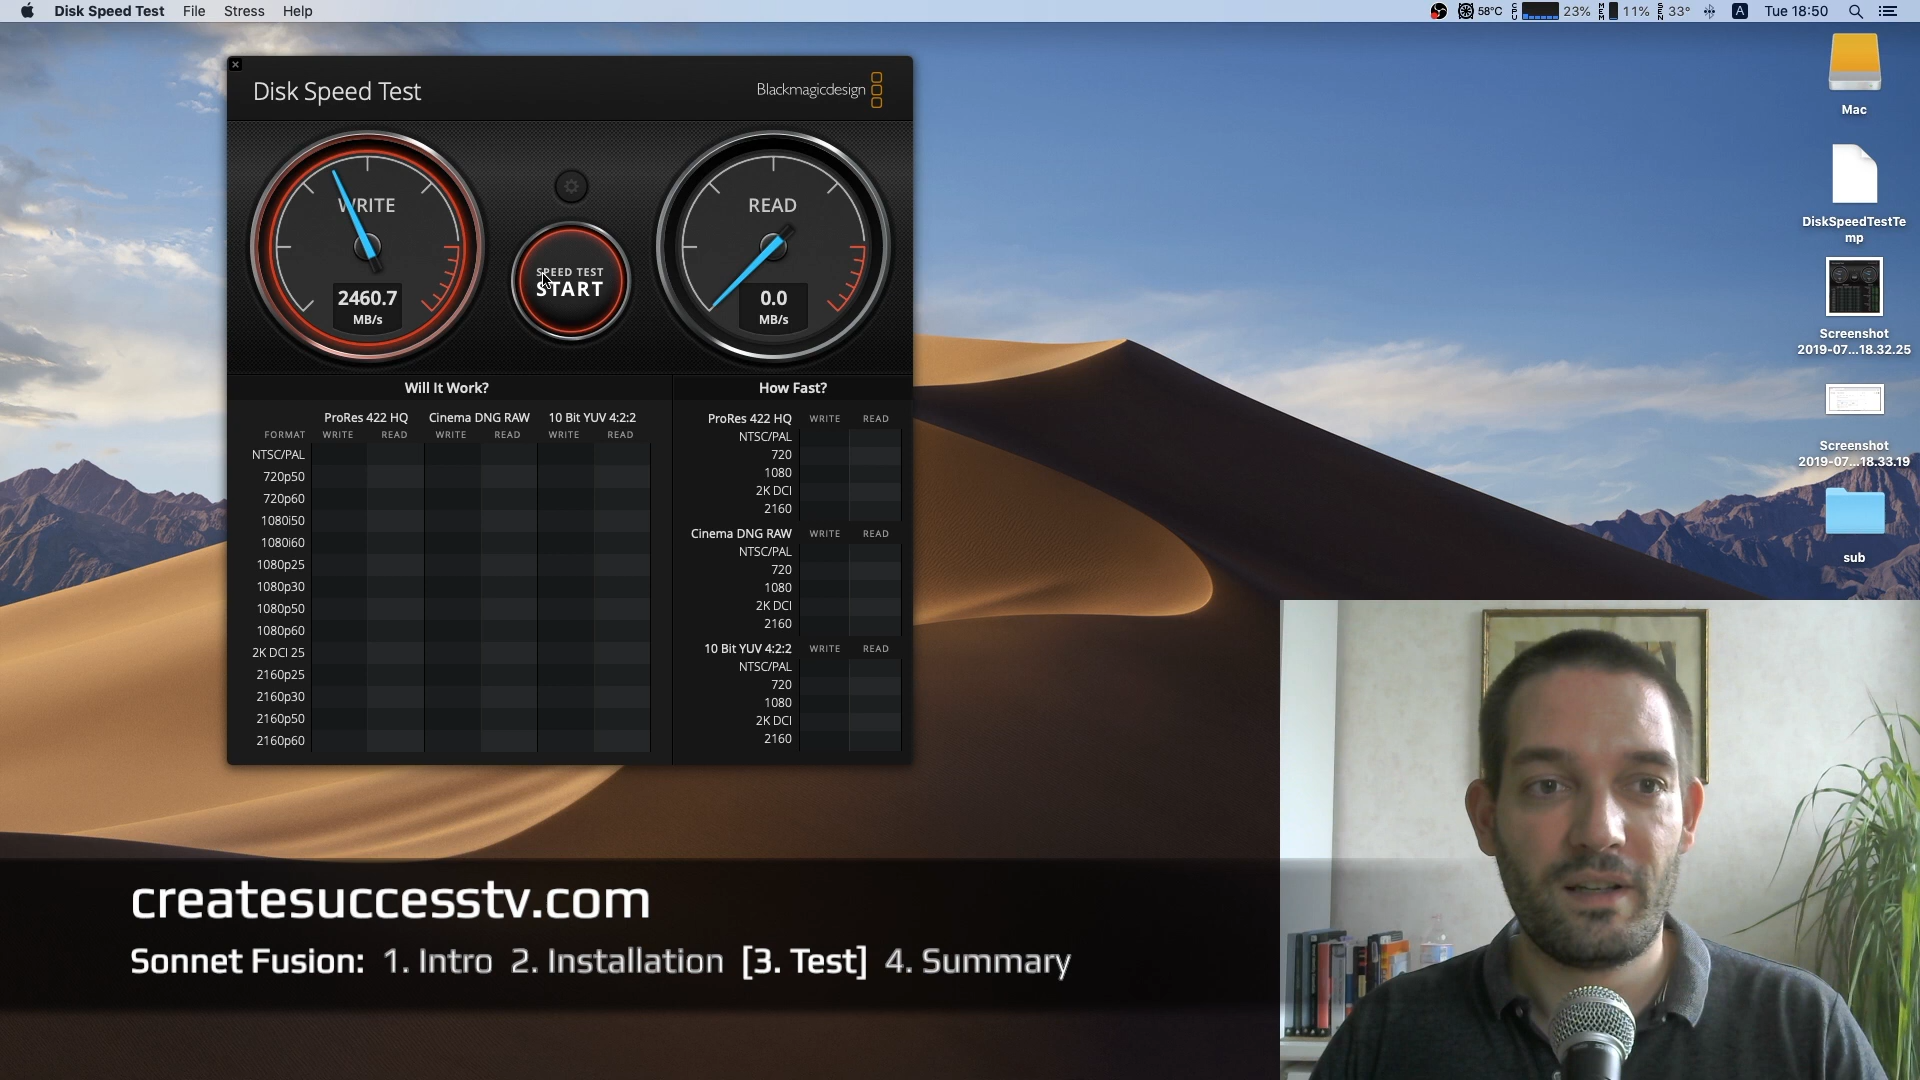 Disk Speed Test File Stress Help 58°C CPU 23% MEM 11% SEN 33° A Tue 18:50
Disk Speed Test
Blackmagicdesign
WRITE
2460.7
MB/s
SPEED TEST
START
READ
0.0
MB/s
Will It Work?
ProRes 422 HQ Cinema DNG RAW 10 Bit YUV 4:2:2
FORMAT WRITE READ WRITE READ WRITE READ
NTSC/PAL
720p50
720p60
1080i50
1080i60
1080p25
1080p30
1080p50
1080p60
2K DCI 25
2160p25
2160p30
2160p50
2160p60
How Fast?
ProRes 422 HQ WRITE READ
NTSC/PAL
720
1080
2K DCI
2160
Cinema DNG RAW WRITE READ
NTSC/PAL
720
1080
2K DCI
2160
10 Bit YUV 4:2:2 WRITE READ
NTSC/PAL
720
1080
2K DCI
2160
Mac
DiskSpeedTestTe
mp
Screenshot
2019-07...18.32.25
Screenshot
2019-07...18.33.19
sub
createsuccesstv.com
Sonnet Fusion: 1. Intro 2. Installation [3. Test] 4. Summary